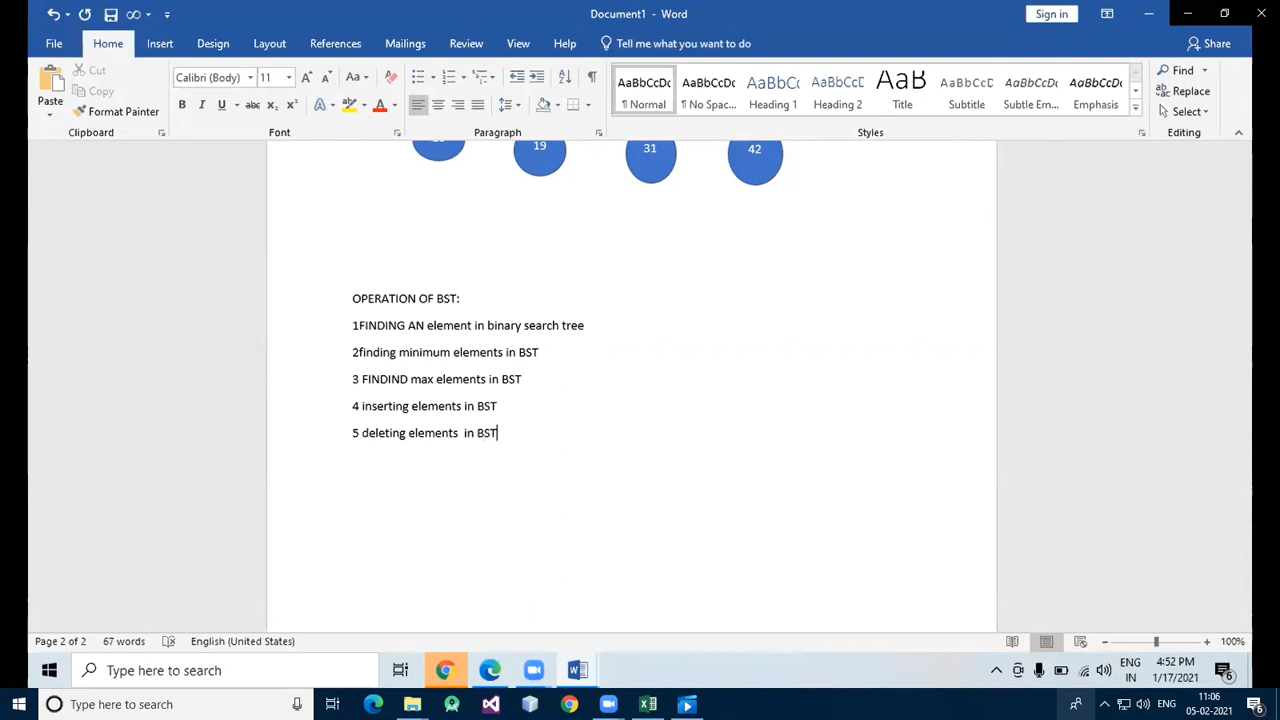 Document1 - Word
Sign in
File
Home
Insert
Design
Layout
References
Mailings
Review
View
Help
Tell me what you want to do
Share
Paste
Cut
Copy
Format Painter
Calibri (Body)
11
AaBbCcDc
¶ Normal
AaBbCcDc
¶ No Spac...
AaBbCc
Heading 1
AaBbCcD
Heading 2
AaB
Title
AaBbCcD
Subtitle
AaBbCcDc
Subtle Em...
AaBbCcDc
Emphasis
Find
Replace
Select
Clipboard
Font
Paragraph
Styles
Editing
19
31
42
OPERATION OF BST:
1FINDING AN element in binary search tree
2finding minimum elements in BST
3 FINDIND max elements in BST
4 inserting elements in BST
5 deleting elements  in BST
Page 2 of 2
67 words
English (United States)
100%
Type here to search
ENG
IN
4:52 PM
1/17/2021
6
Type here to search
ENG
11:06
05-02-2021
6